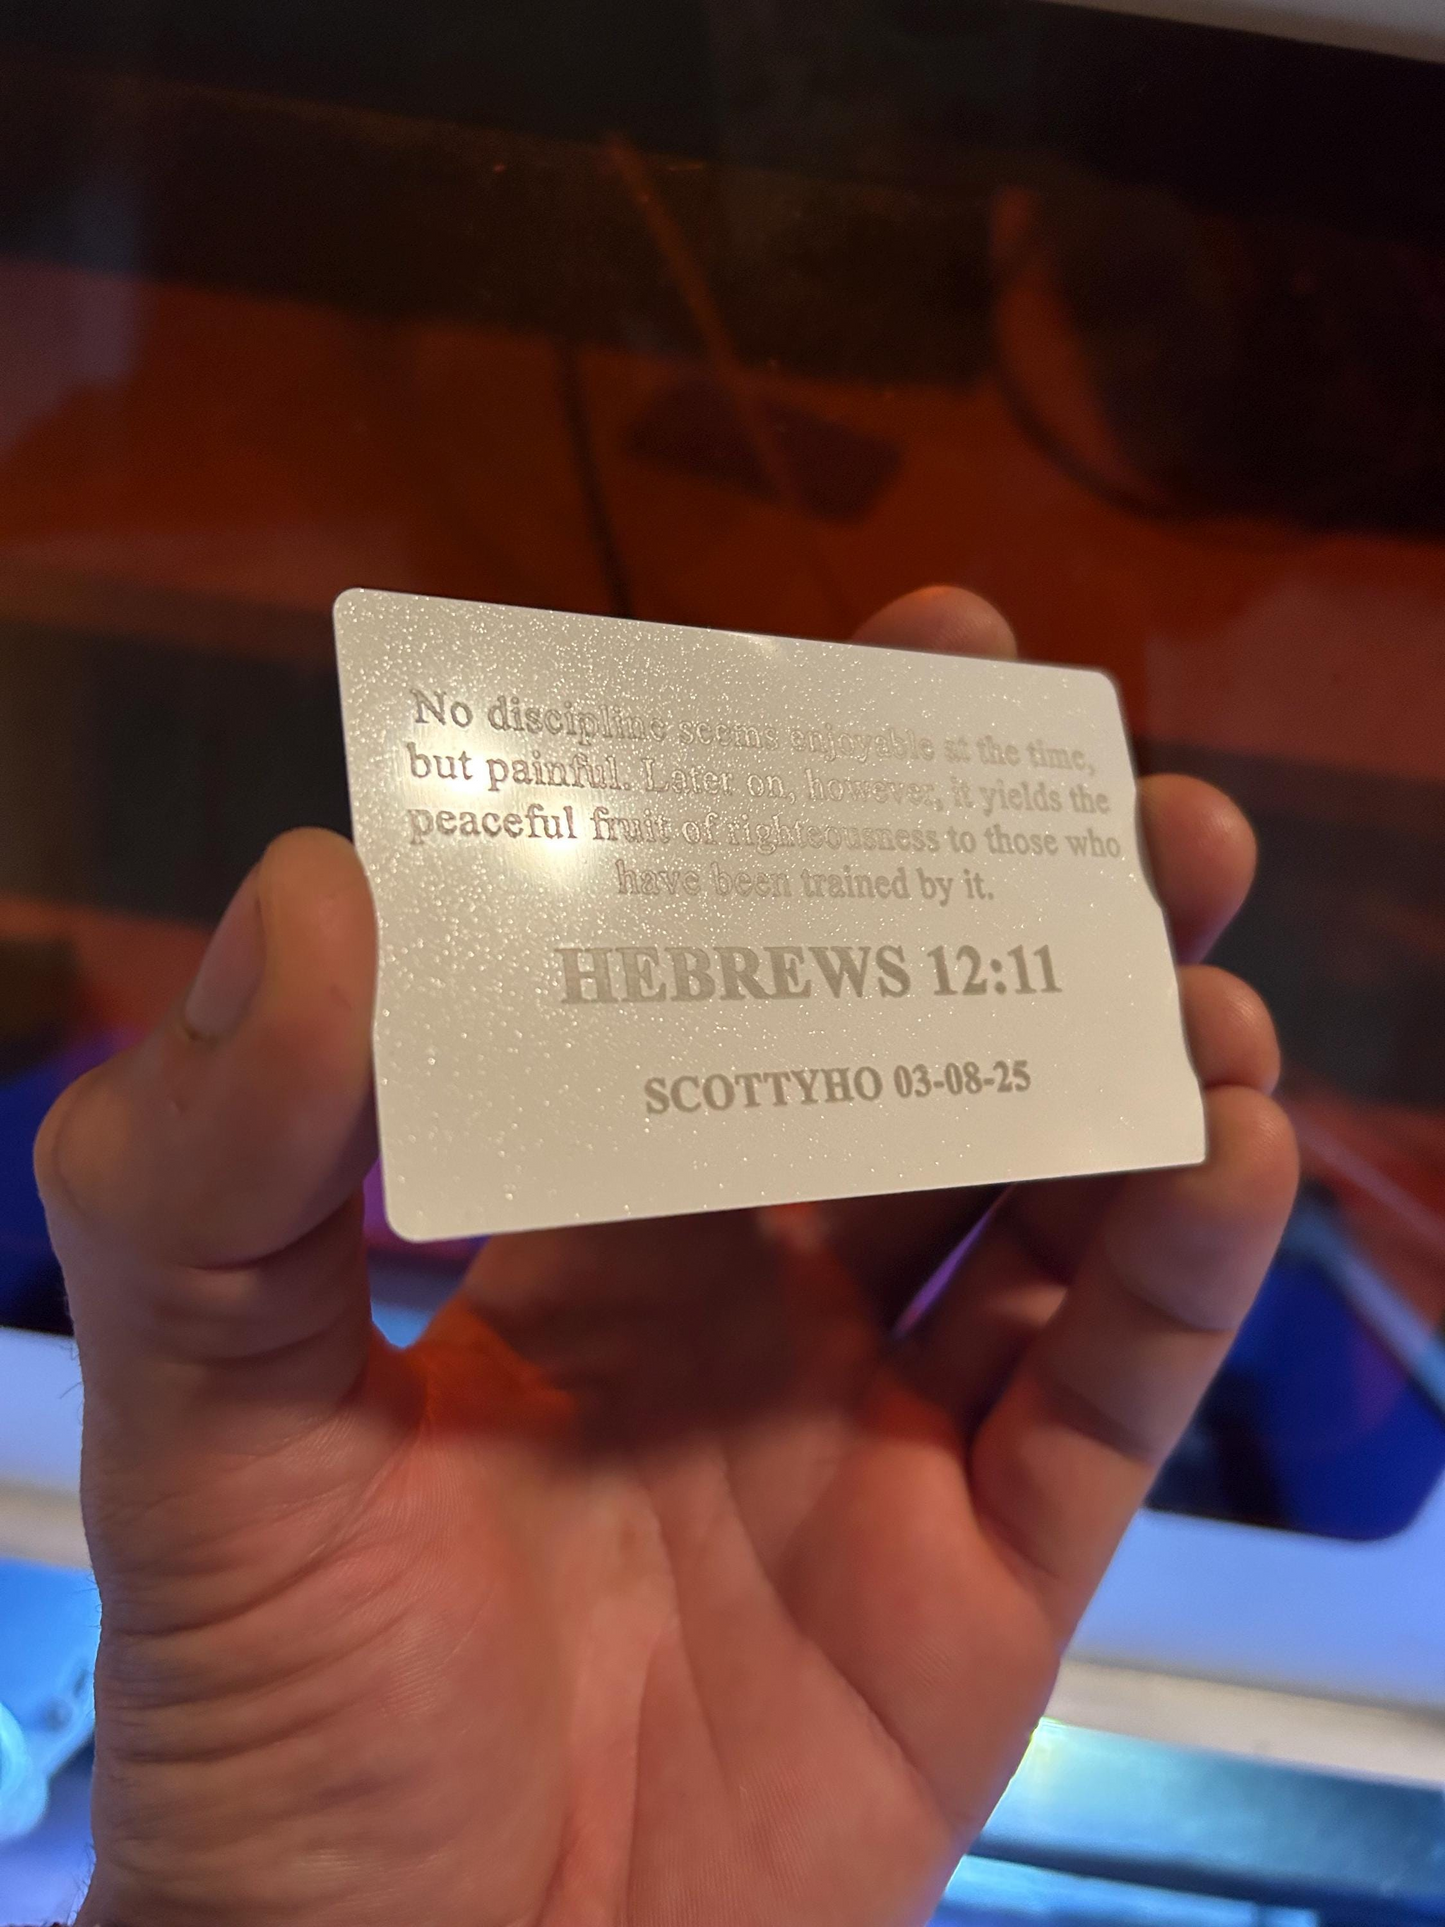 No discipline seems enjoyable at the time,
but painful. Later on, however, it yields the
peaceful fruit of righteousness to those who
have been trained by it.
HEBREWS 12:11
SCOTTYHO 03-08-25